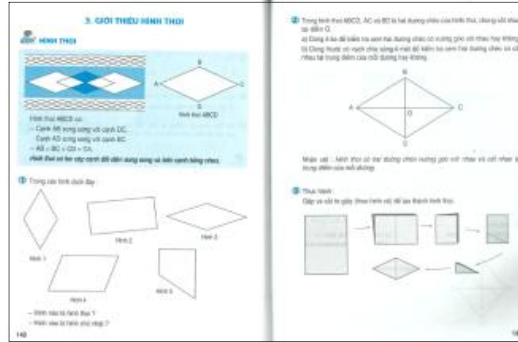 3. GIỚI THIỆU HÌNH THOI
HÌNH THOI
B
A
C
D
Hình thoi ABCD
Hình thoi ABCD có:
– Cạnh AB song song với cạnh DC.
Cạnh AD song song với cạnh BC.
– AB = BC = CD = DA.
Hình thoi có hai cặp cạnh đối diện song song và bốn cạnh bằng nhau.
1 Trong các hình dưới đây:
Hình 1
Hình 2
Hình 3
Hình 4
Hình 5
– Hình nào là hình thoi ?
– Hình nào là hình chữ nhật ?
140
2 Trong hình thoi ABCD, AC và BD là hai đường chéo của hình thoi, chúng cắt nhau
tại điểm O.
a) Dùng ê ke để kiểm tra xem hai đường chéo có vuông góc với nhau hay không.
b) Dùng thước có vạch chia từng mi-li-mét để kiểm tra xem hai đường chéo có cắt
nhau tại trung điểm của mỗi đường hay không.
B
A
O
C
D
Nhận xét : Hình thoi có hai đường chéo vuông góc với nhau và cắt nhau tại
trung điểm của mỗi đường.
3 Thực hành :
Gấp và cắt tờ giấy (theo hình vẽ) để tạo thành hình thoi.